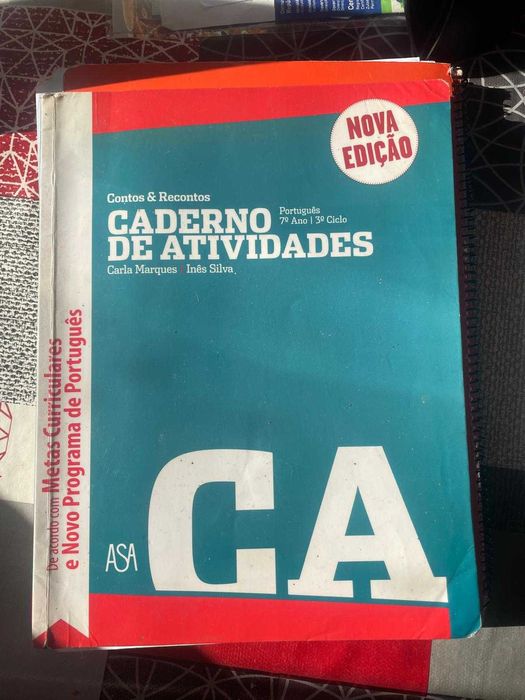 NOVA
EDIÇÃO
Contos & Recontos
CADERNO
DE ATIVIDADES
Português
7º Ano | 3º Ciclo
Carla Marques Inês Silva
De acordo com Metas Curriculares
e Novo Programa de Português
ASA
CA